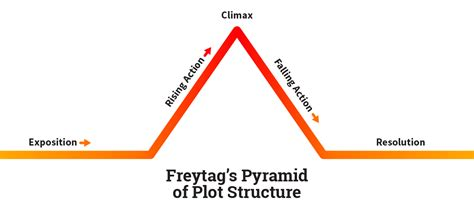 Climax
Rising Action
Falling Action
Exposition
Resolution
Freytag's Pyramid
of Plot Structure